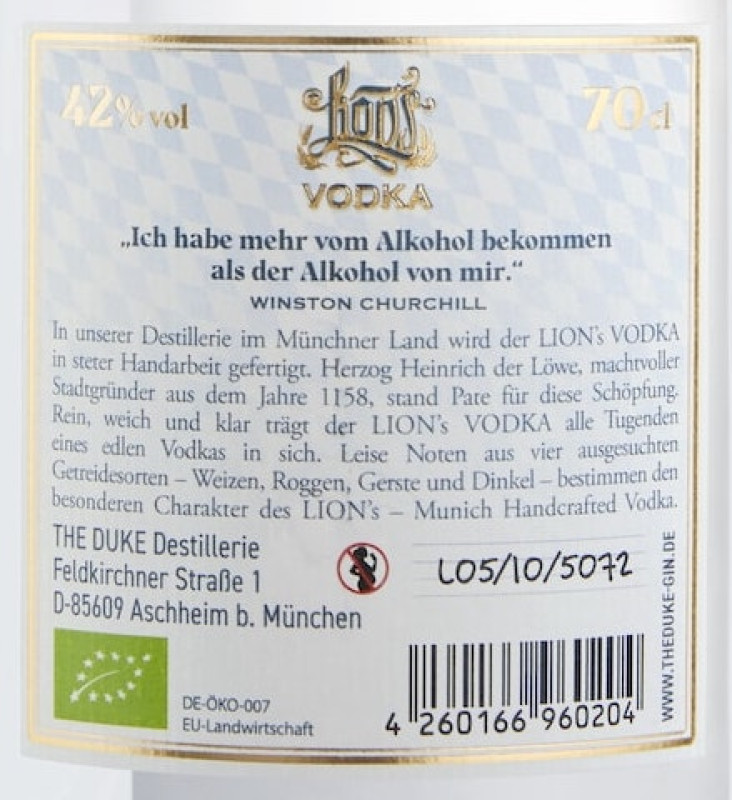 42% vol
70 cl
Lion's
VODKA
„Ich habe mehr vom Alkohol bekommen
als der Alkohol von mir.“
WINSTON CHURCHILL
In unserer Destillerie im Münchner Land wird der LION's VODKA
in steter Handarbeit gefertigt. Herzog Heinrich der Löwe, machtvoller
Stadtgründer aus dem Jahre 1158, stand Pate für diese Schöpfung.
Rein, weich und klar trägt der LION's VODKA alle Tugenden
eines edlen Vodkas in sich. Leise Noten aus vier ausgesuchten
Getreidesorten – Weizen, Roggen, Gerste und Dinkel – bestimmen den
besonderen Charakter des LION's – Munich Handcrafted Vodka.
THE DUKE Destillerie
Feldkirchner Straße 1
D-85609 Aschheim b. München
L05/10/5072
WWW.THEDUKE-GIN.DE
DE-ÖKO-007
EU-Landwirtschaft
4 260166 960204